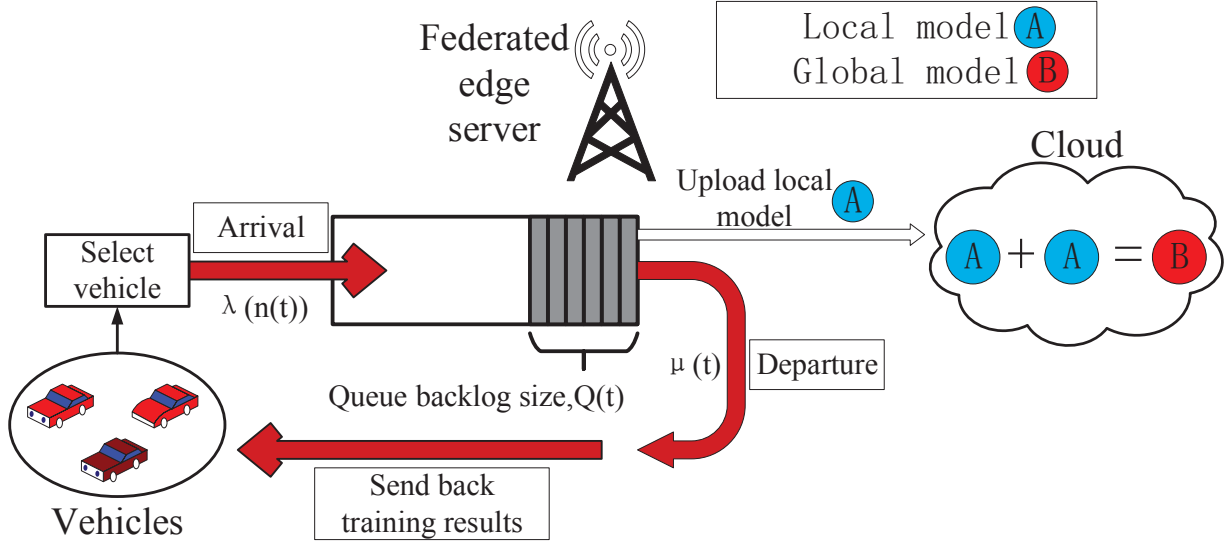 Federated
edge
server
Local model A
Global model B
Cloud
Upload local
model
A
A + A = B
Arrival
Select
vehicle
λ(n(t))
μ(t)
Departure
Queue backlog size,Q(t)
Send back
training results
Vehicles